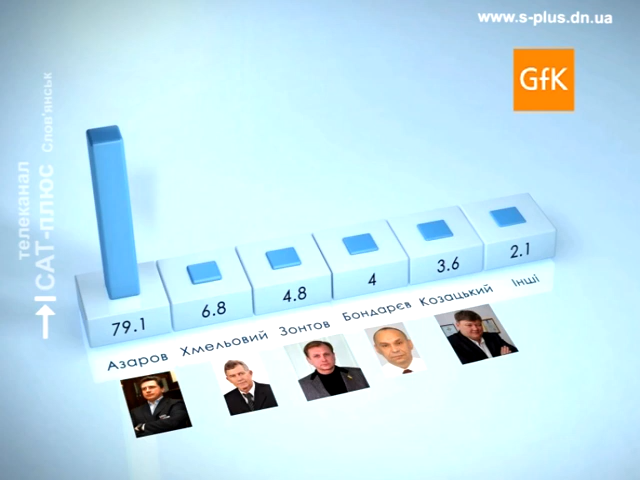 www.s-plus.dn.ua
GfK
телеканал
САТ-плюс
Слов'янськ
79.1
6.8
4.8
4
3.6
2.1
Азаров
Хмельовий
Зонтов
Бондарєв
Козацький
Інші